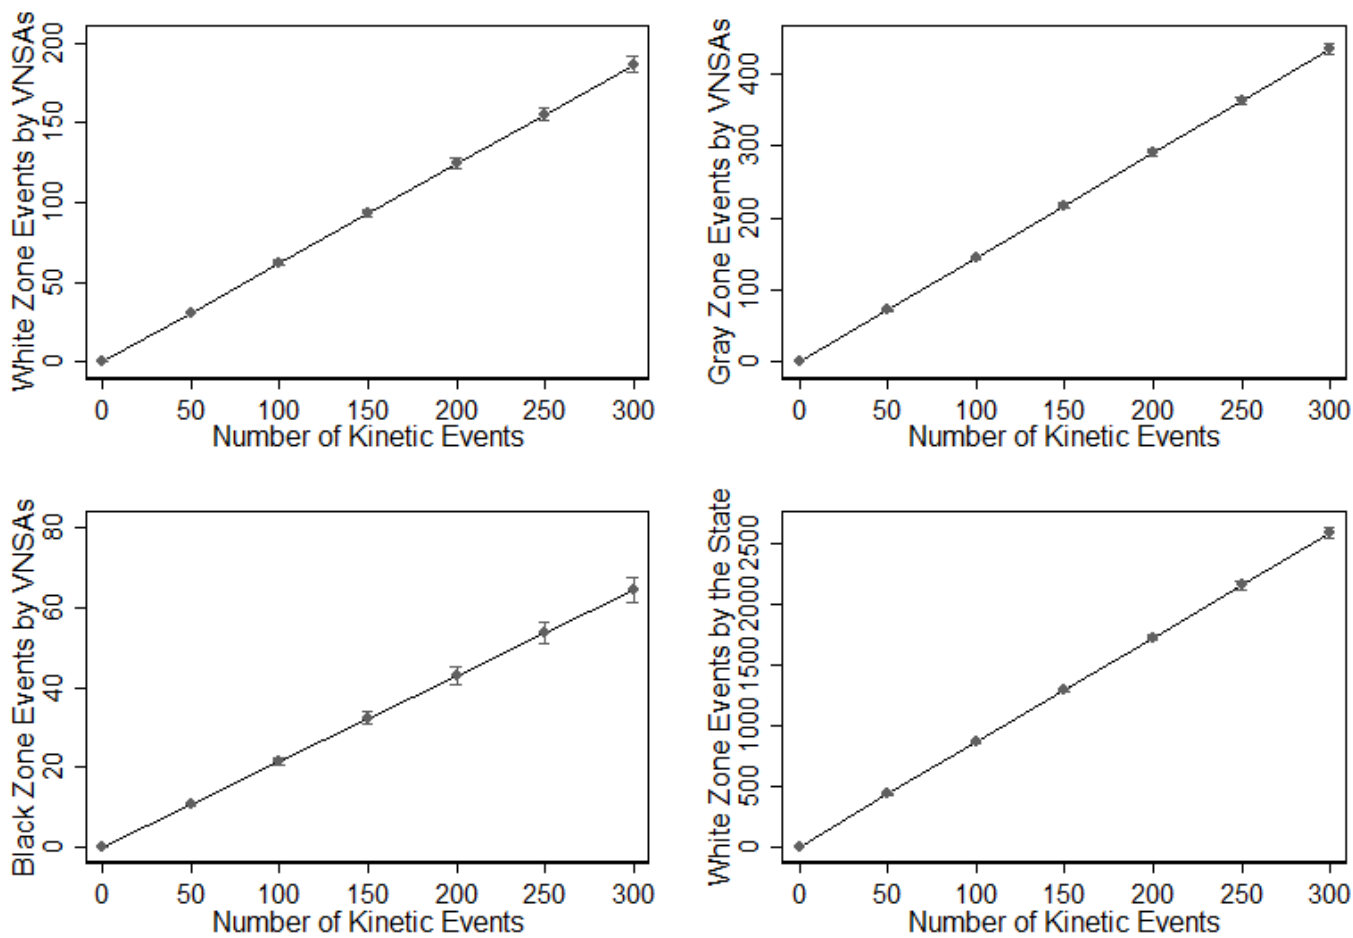 White Zone Events by VNSAs
200
150
100
50
0
0 50 100 150 200 250 300
Number of Kinetic Events
Gray Zone Events by VNSAs
400
300
200
100
0
0 50 100 150 200 250 300
Number of Kinetic Events
Black Zone Events by VNSAs
80
60
40
20
0
0 50 100 150 200 250 300
Number of Kinetic Events
White Zone Events by the State
2500
2000
1500
1000
500
0
0 50 100 150 200 250 300
Number of Kinetic Events